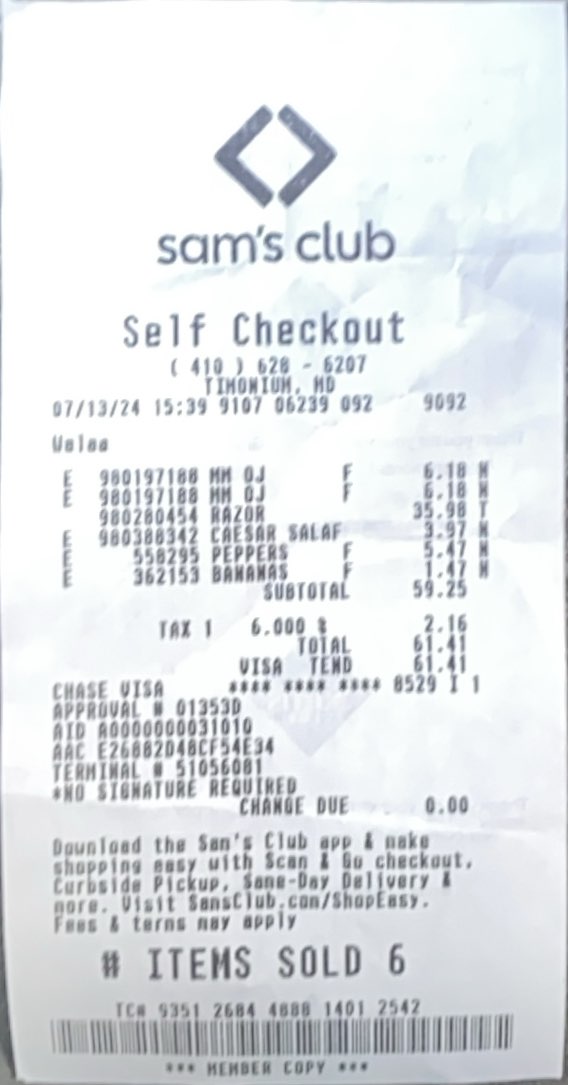 sam's club
Self Checkout
( 410 ) 628 - 6207
TIMONIUM, MD
07/13/24 15:39 9107 06239 092 9092
E 980197188 MM OJ F 6.18 N
E 980197188 MM OJ F 6.18 N
980280454 RAZOR 35.98 T
E 980388342 CAESAR SALAF 3.97 N
E 558295 PEPPERS F 5.47 N
E 362153 BANANAS F 1.47 N
SUBTOTAL 59.25
TAX 1 6.000 % 2.16
TOTAL 61.41
VISA TEND 61.41
CHASE VISA **** **** **** 8529 I 1
APPROVAL # 01353D
AID A0000000031010
AAC E26882D48CF54E34
TERMINAL # 51056081
*NO SIGNATURE REQUIRED
CHANGE DUE 0.00
Download the Sam's Club app & make
shopping easy with Scan & Go checkout,
Curbside Pickup, Same-Day Delivery &
more. Visit SamsClub.com/ShopEasy.
Fees & terms may apply
# ITEMS SOLD 6
TC# 9351 2684 4888 1401 2542
*** MEMBER COPY ***